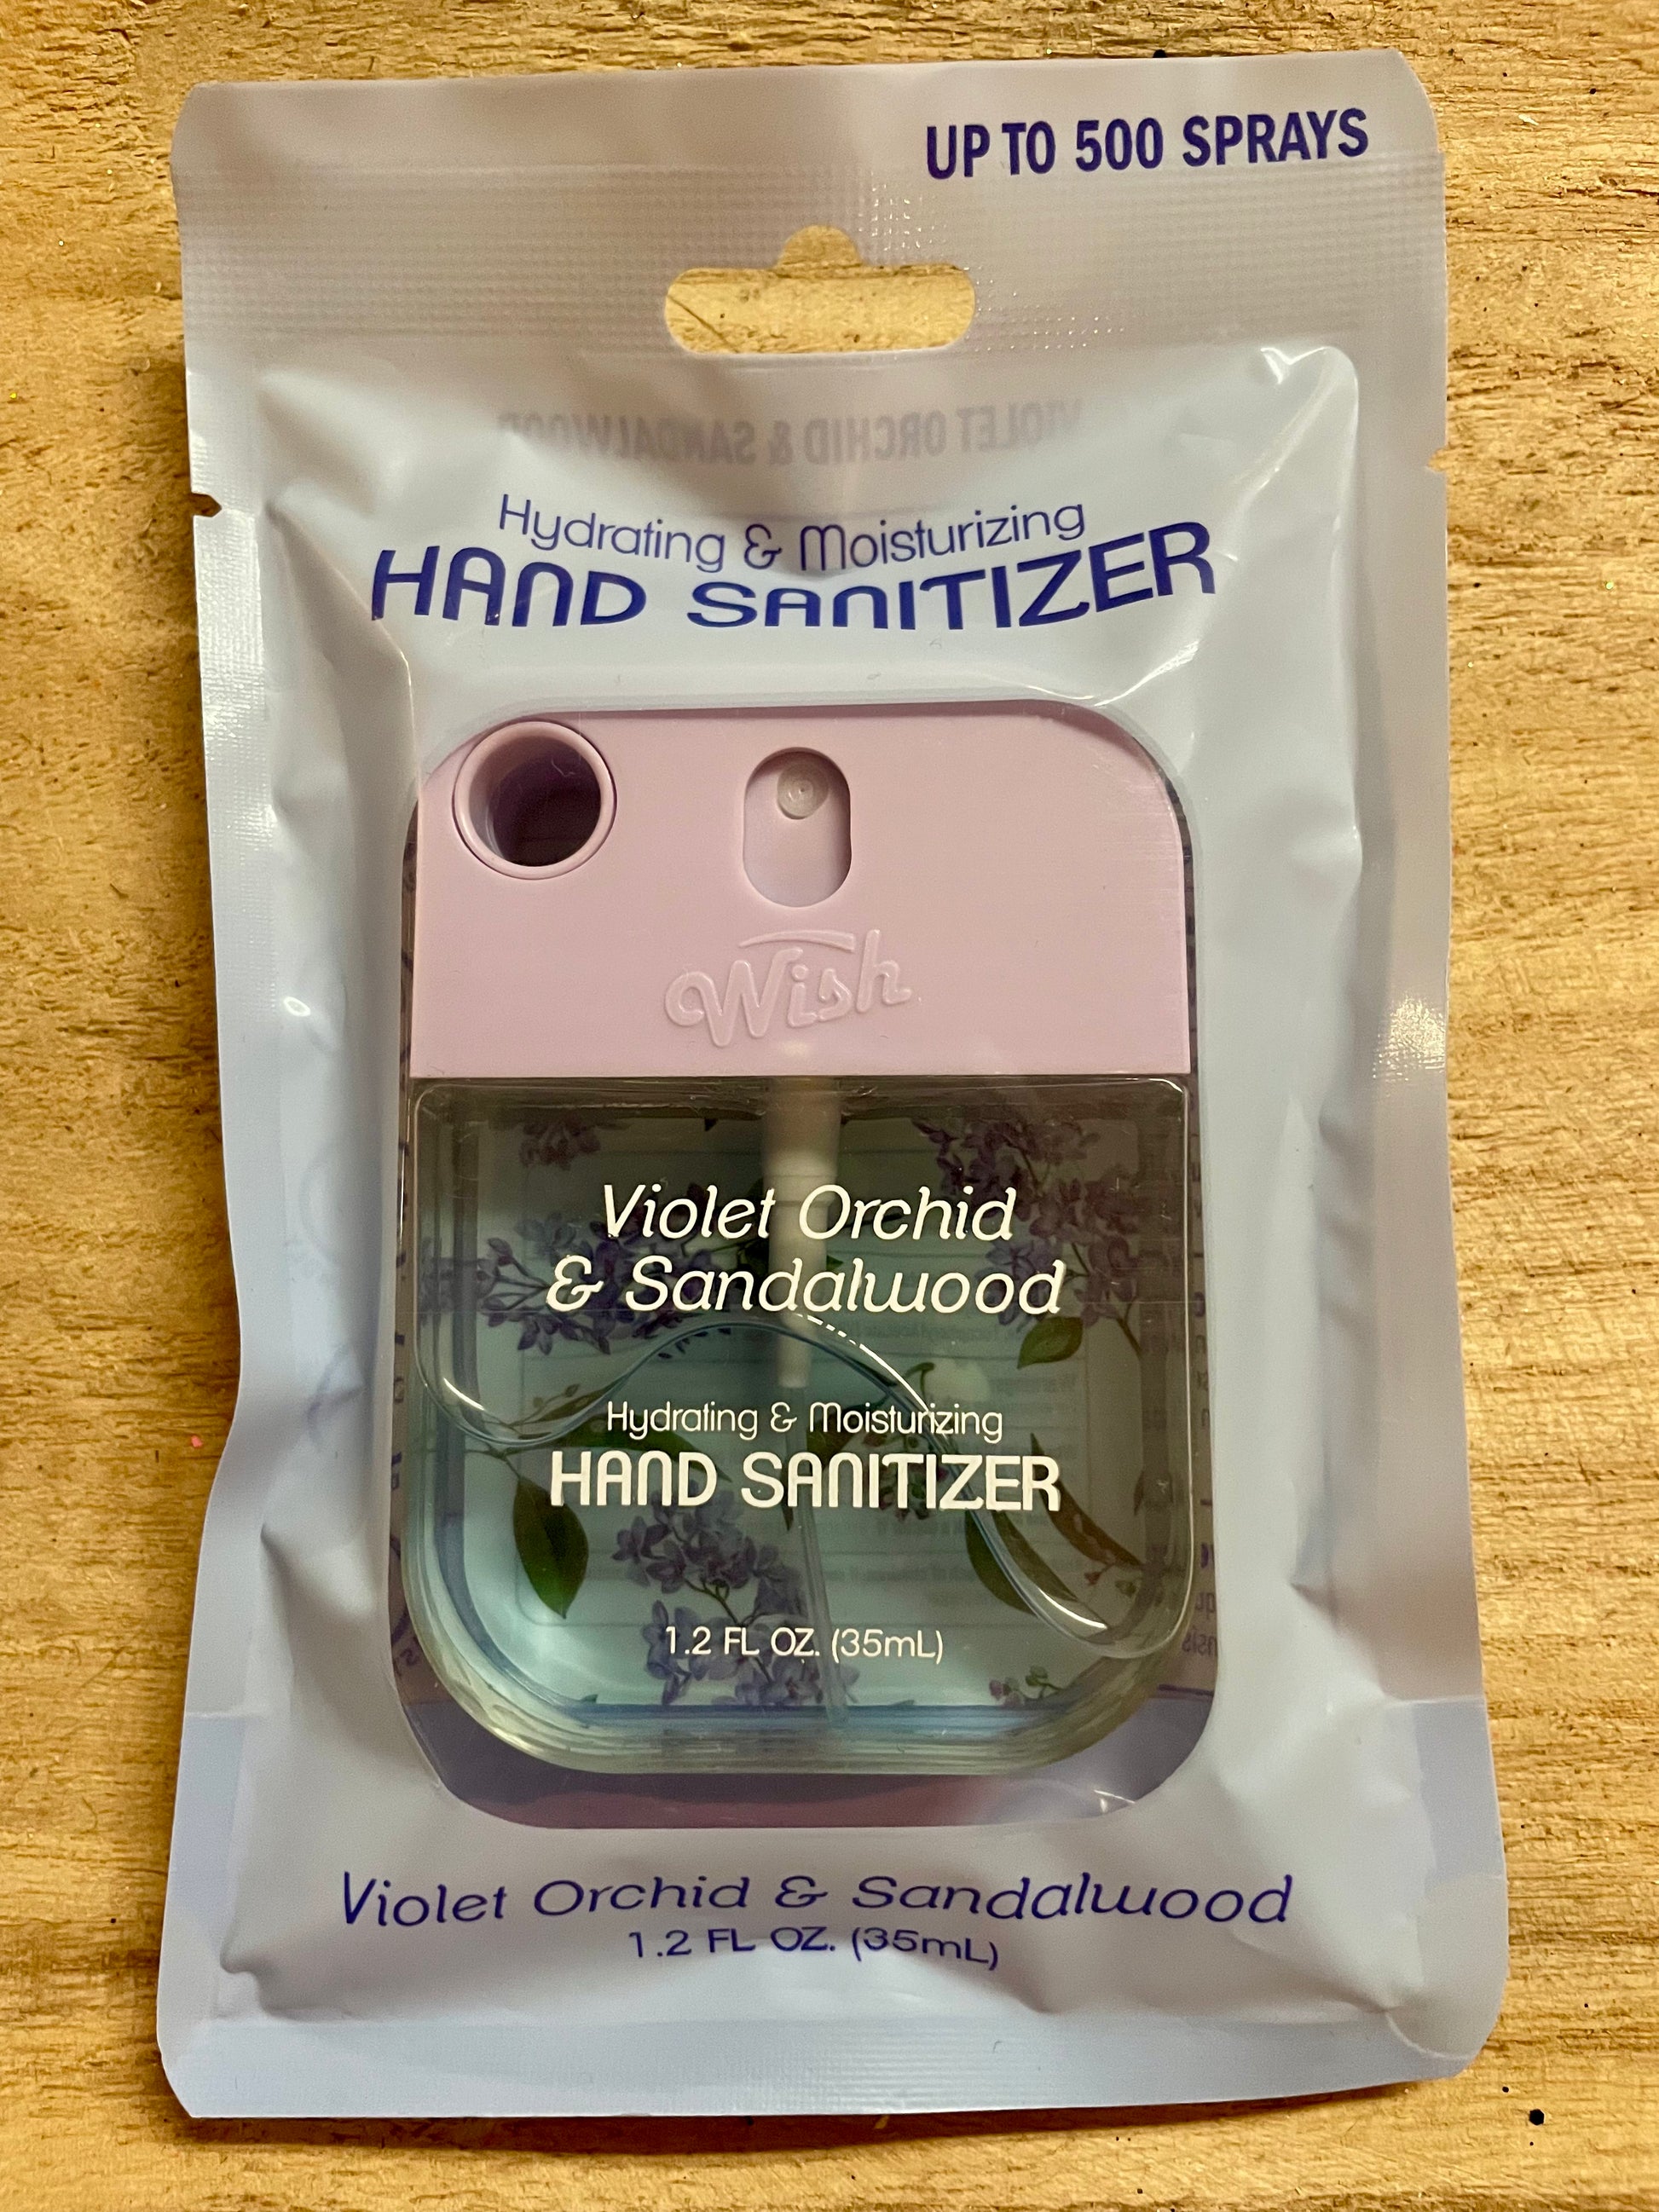 UP TO 500 SPRAYS
VIOLET ORCHID & SANDALWOOD
Hydrating & Moisturizing
HAND SANITIZER
Wish
Violet Orchid
& Sandalwood
Hydrating & Moisturizing
HAND SANITIZER
1.2 FL OZ. (35mL)
Violet Orchid & Sandalwood
1.2 FL OZ. (35mL)